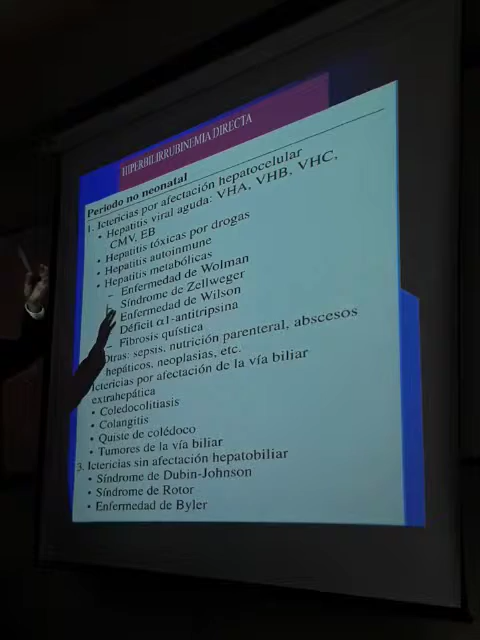 HIPERBILIRRUBINEMIA DIRECTA
Periodo no neonatal
1. Ictericias por afectación hepatocelular
• Hepatitis viral aguda: VHA, VHB, VHC,
CMV, EB
• Hepatitis tóxicas por drogas
• Hepatitis autoinmune
• Hepatitis metabólicas
– Enfermedad de Wolman
Síndrome de Zellweger
Enfermedad de Wilson
Déficit α1-antitripsina
– Fibrosis quística
Otras: sepsis, nutrición parenteral, abscesos
hepáticos, neoplasias, etc.
Ictericias por afectación de la vía biliar
extrahepática
• Coledocolitiasis
• Colangitis
• Quiste de colédoco
• Tumores de la vía biliar
3. Ictericias sin afectación hepatobiliar
• Síndrome de Dubin-Johnson
• Síndrome de Rotor
• Enfermedad de Byler